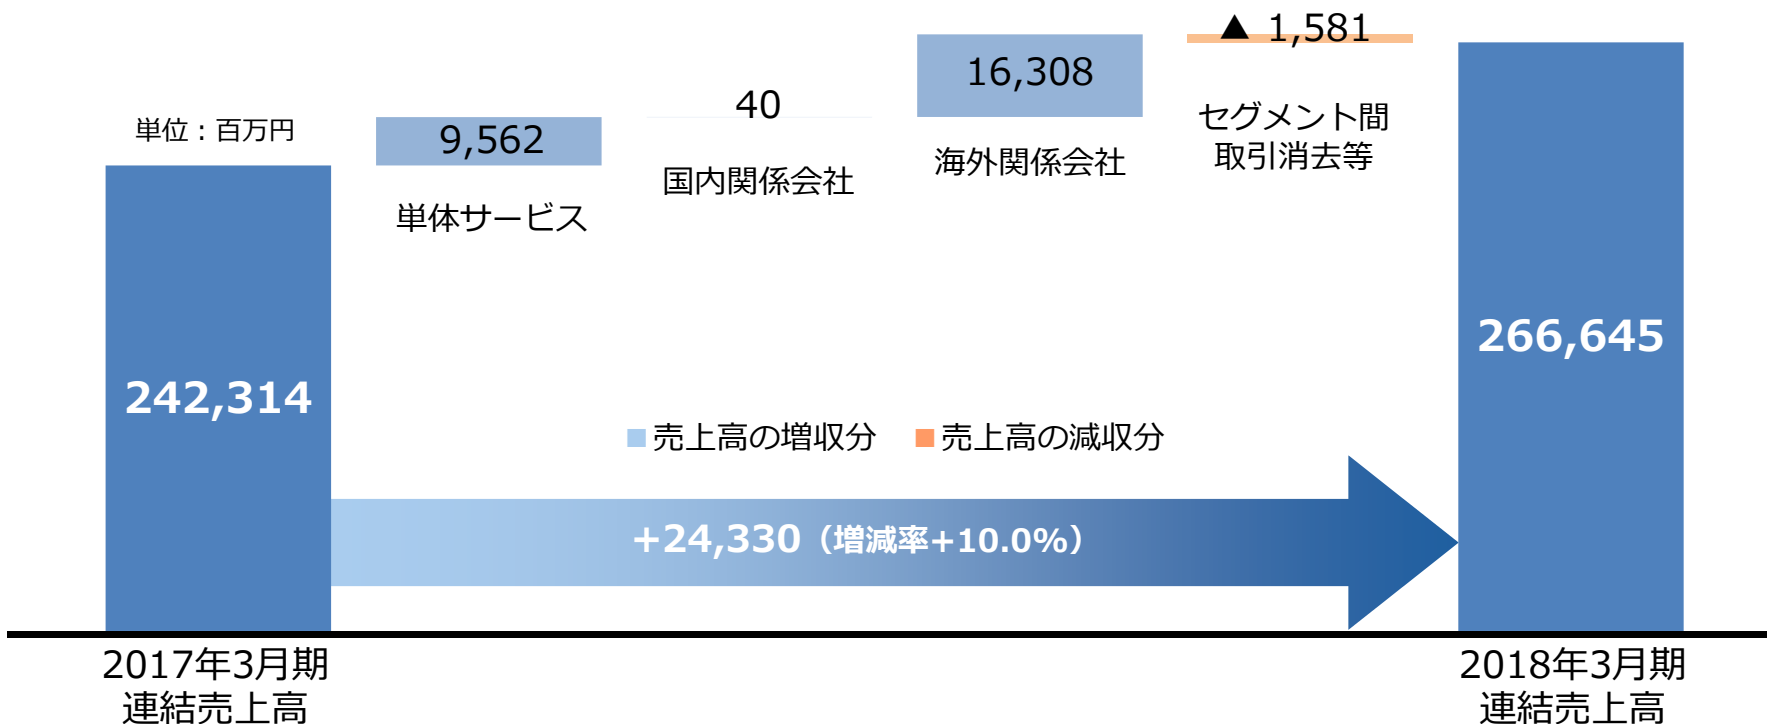 単位：百万円
242,314
2017年3月期
連結売上高
9,562
単体サービス
40
国内関係会社
16,308
海外関係会社
▲ 1,581
セグメント間
取引消去等
売上高の増収分
売上高の減収分
+24,330（増減率+10.0%）
266,645
2018年3月期
連結売上高